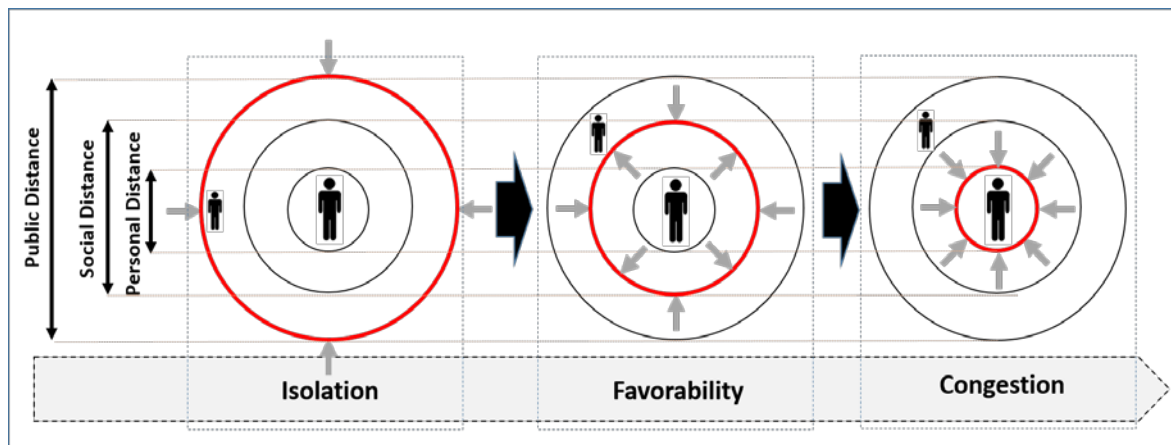 Public Distance
Social Distance
Personal Distance
Isolation
Favorability
Congestion